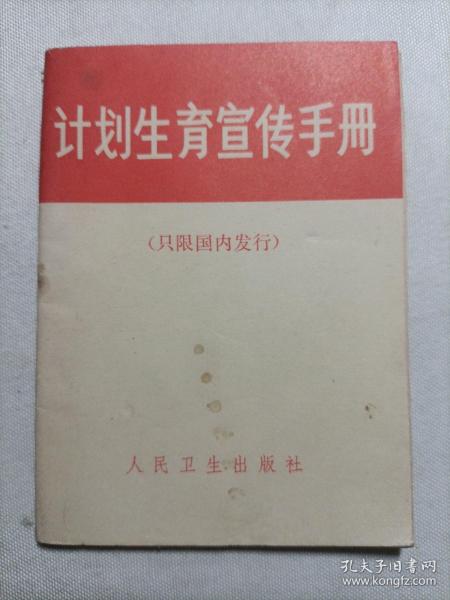 计划生育宣传手册
（只限国内发行）
人民卫生出版社
孔夫子旧书网
www.kongfz.com